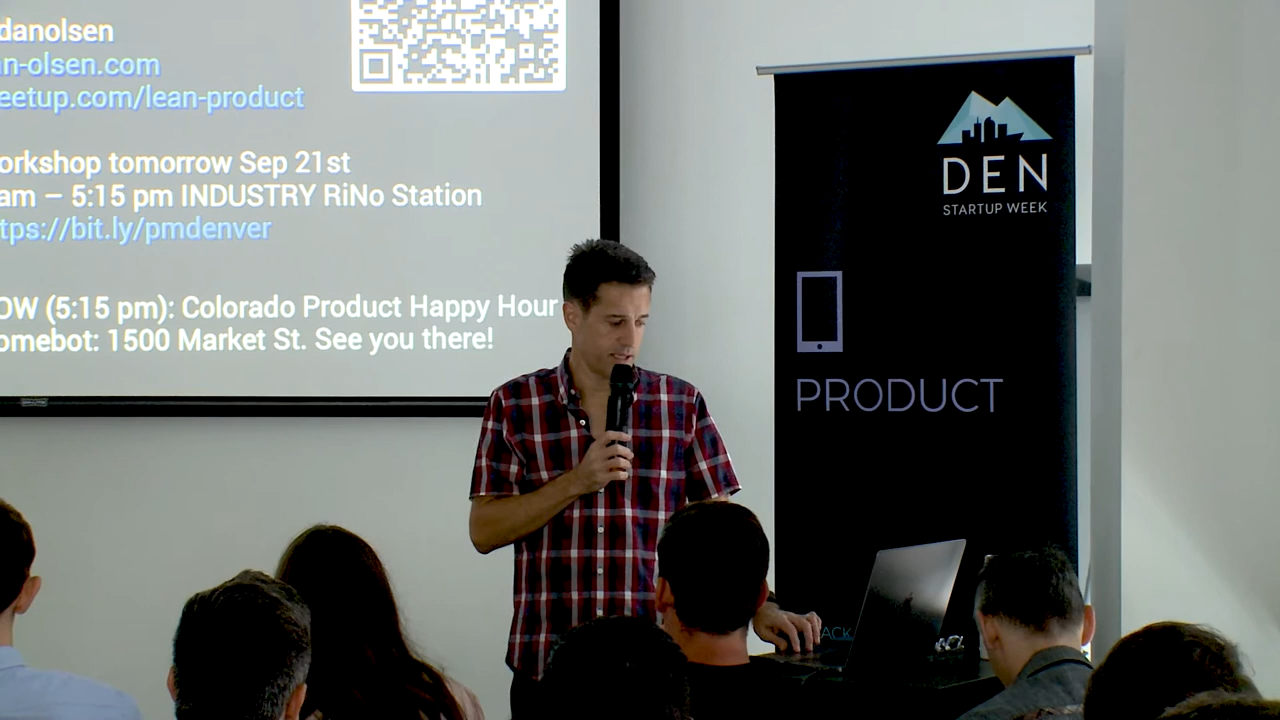 danolsen
n-olsen.com
eetup.com/lean-product
orkshop tomorrow Sep 21st
am – 5:15 pm INDUSTRY RiNo Station
tps://bit.ly/pmdenver
OW (5:15 pm): Colorado Product Happy Hour
omebot: 1500 Market St. See you there!
DEN
STARTUP WEEK
PRODUCT
ACK